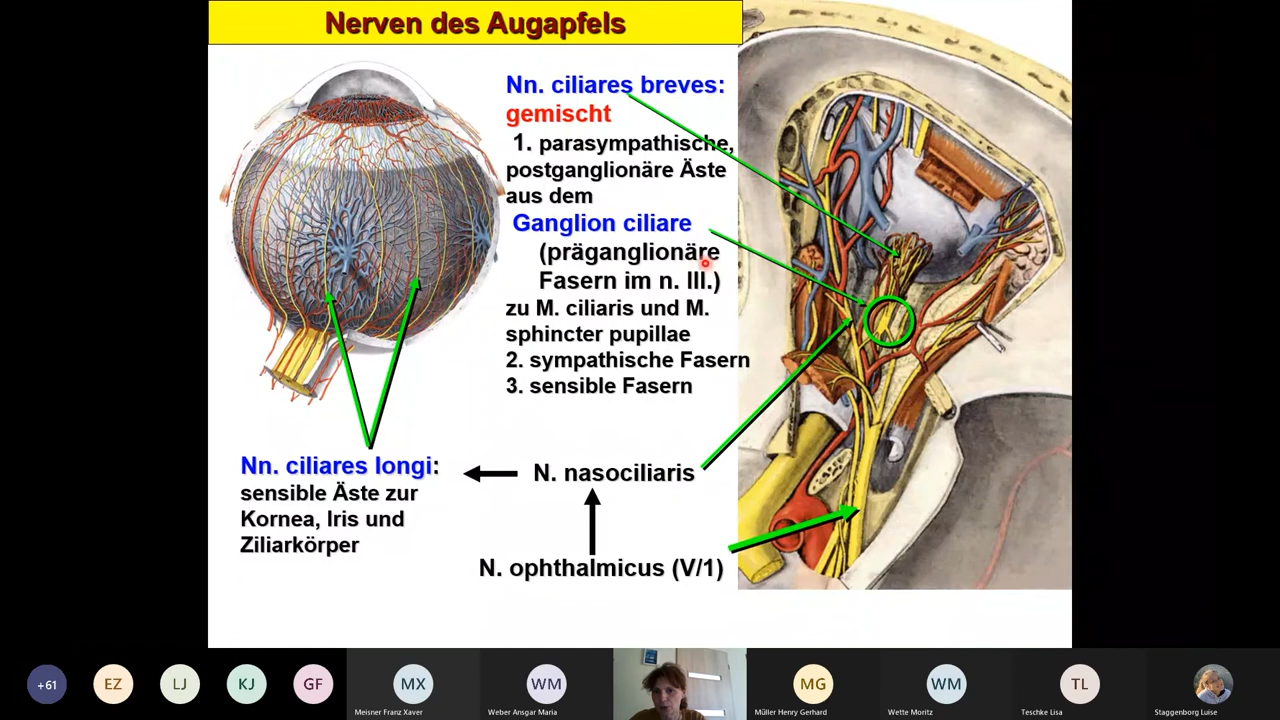 Nerven des Augapfels
Nn. ciliares breves:
gemischt
1. parasympathische,
postganglionäre Äste
aus dem
Ganglion ciliare
(präganglionäre
Fasern im n. III.)
zu M. ciliaris und M.
sphincter pupillae
2. sympathische Fasern
3. sensible Fasern
Nn. ciliares longi:
sensible Äste zur
Kornea, Iris und
Ziliarkörper
N. nasociliaris
N. ophthalmicus (V/1)
+61
EZ
LJ
KJ
GF
MX
Meisner Franz Xaver
WM
Weber Ansgar Maria
MG
Müller Henry Gerhard
WM
Wette Moritz
TL
Teschke Lisa
Staggenborg Luise